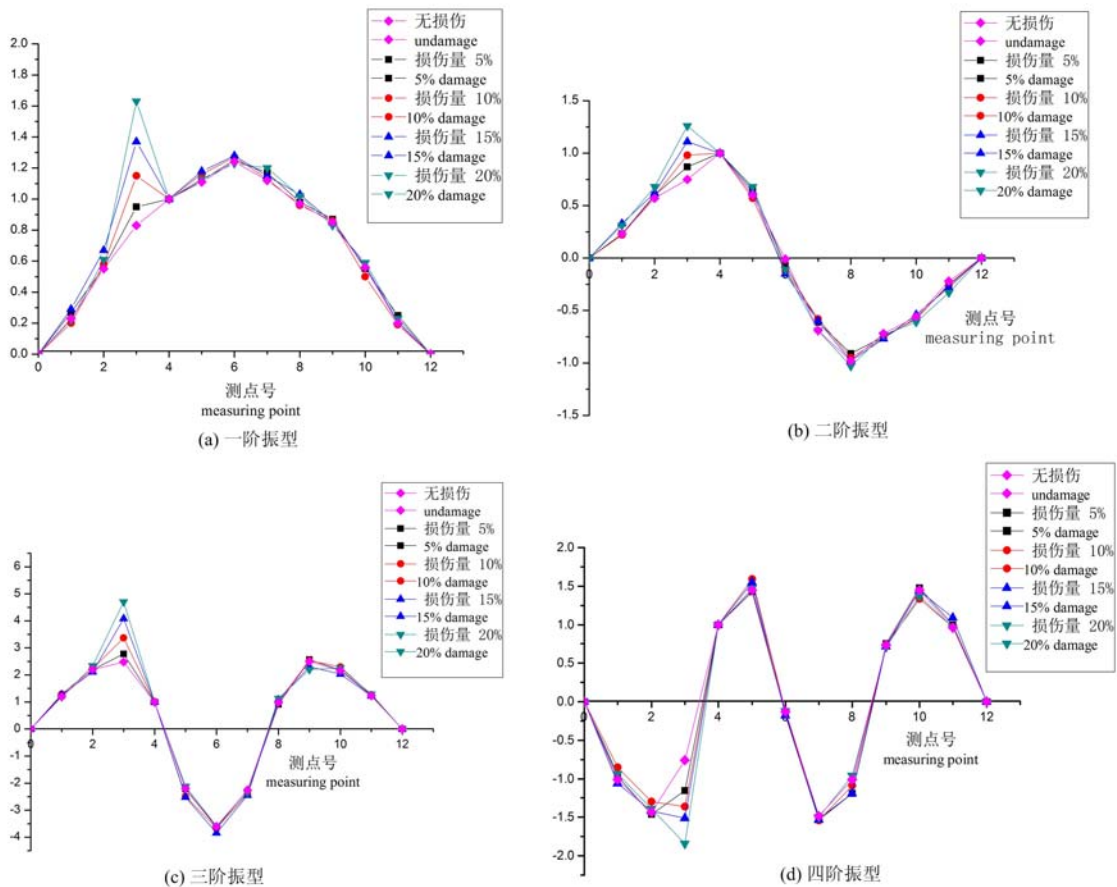 无损伤
undamage
损伤量 5%
5% damage
损伤量 10%
10% damage
损伤量 15%
15% damage
损伤量 20%
20% damage
2.0
1.8
1.6
1.4
1.2
1.0
0.8
0.6
0.4
0.2
0.0
0 2 4 6 8 10 12
测点号
measuring point
(a) 一阶振型
无损伤
undamage
损伤量 5%
5% damage
损伤量 10%
10% damage
损伤量 15%
15% damage
损伤量 20%
20% damage
1.5
1.0
0.5
0.0
-0.5
-1.0
-1.5
0 2 4 6 8 10 12
测点号
measuring point
(b) 二阶振型
无损伤
undamage
损伤量 5%
5% damage
损伤量 10%
10% damage
损伤量 15%
15% damage
损伤量 20%
20% damage
6
5
4
3
2
1
0
-1
-2
-3
-4
0 2 4 6 8 10 12
测点号
measuring point
(c) 三阶振型
无损伤
undamage
损伤量 5%
5% damage
损伤量 10%
10% damage
损伤量 15%
15% damage
损伤量 20%
20% damage
2.0
1.5
1.0
0.5
0.0
-0.5
-1.0
-1.5
-2.0
0 2 4 6 8 10 12
测点号
measuring point
(d) 四阶振型